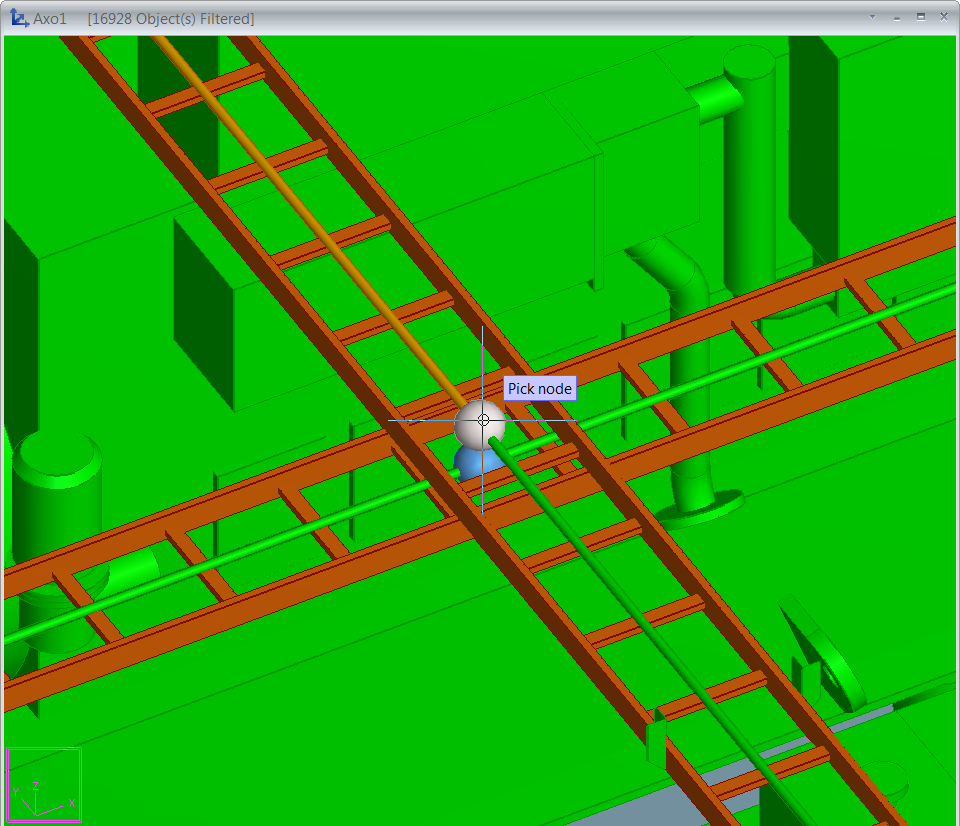 Axo1 [16928 Object(s) Filtered]
Pick node
Z
Y X